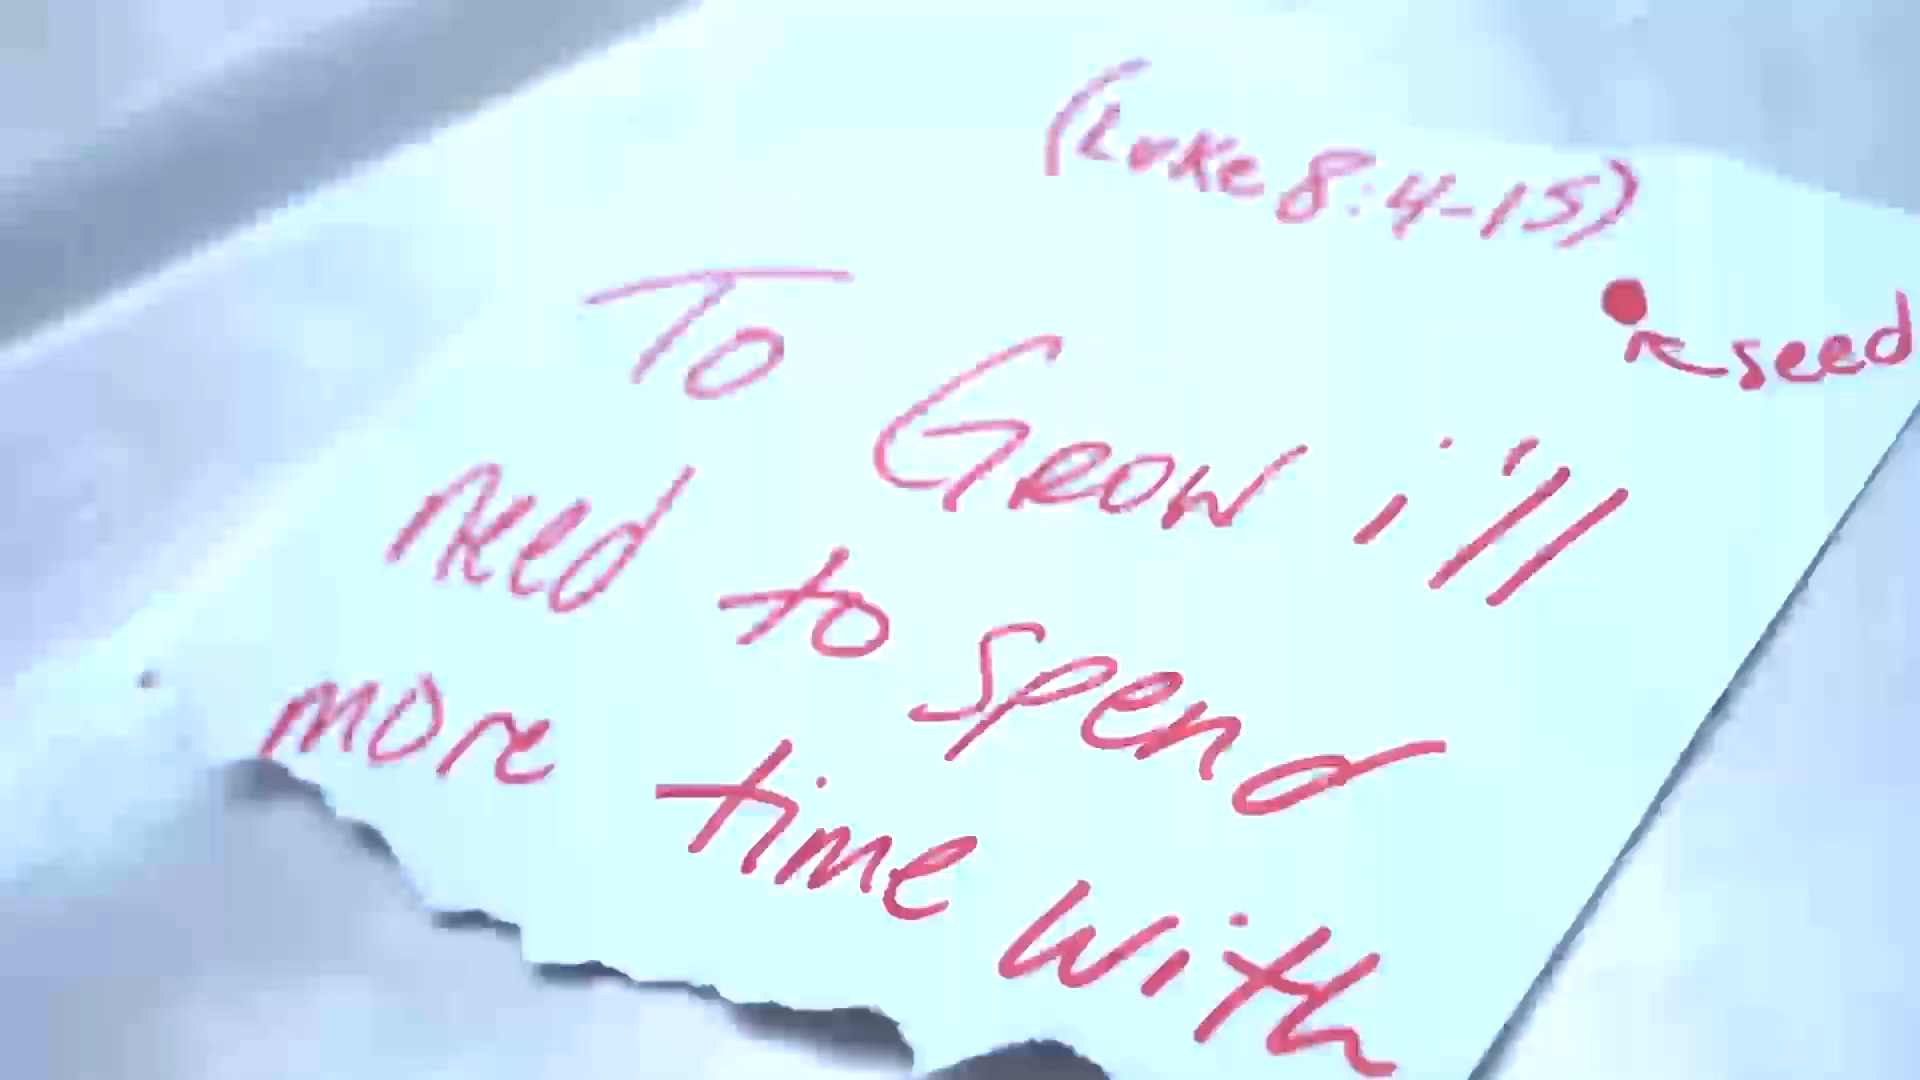 (Luke 8:4-15)
seed
To Grow i'll
need to spend
more time with